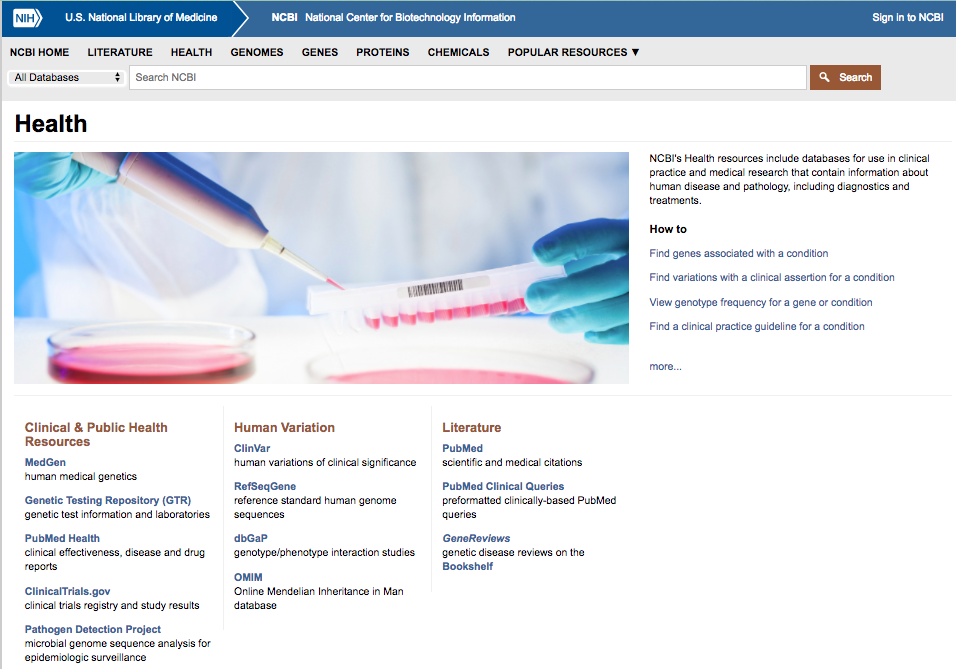 NIH U.S. National Library of Medicine NCBI National Center for Biotechnology Information Sign in to NCBI
NCBI HOME LITERATURE HEALTH GENOMES GENES PROTEINS CHEMICALS POPULAR RESOURCES ▼
All Databases Search NCBI Search
Health
NCBI's Health resources include databases for use in clinical
practice and medical research that contain information about
human disease and pathology, including diagnostics and
treatments.
How to
Find genes associated with a condition
Find variations with a clinical assertion for a condition
View genotype frequency for a gene or condition
Find a clinical practice guideline for a condition
more...
Clinical & Public Health
Resources
MedGen
human medical genetics
Genetic Testing Repository (GTR)
genetic test information and laboratories
PubMed Health
clinical effectiveness, disease and drug
reports
ClinicalTrials.gov
clinical trials registry and study results
Pathogen Detection Project
microbial genome sequence analysis for
epidemiologic surveillance
Human Variation
ClinVar
human variations of clinical significance
RefSeqGene
reference standard human genome
sequences
dbGaP
genotype/phenotype interaction studies
OMIM
Online Mendelian Inheritance in Man
database
Literature
PubMed
scientific and medical citations
PubMed Clinical Queries
preformatted clinically-based PubMed
queries
GeneReviews
genetic disease reviews on the
Bookshelf